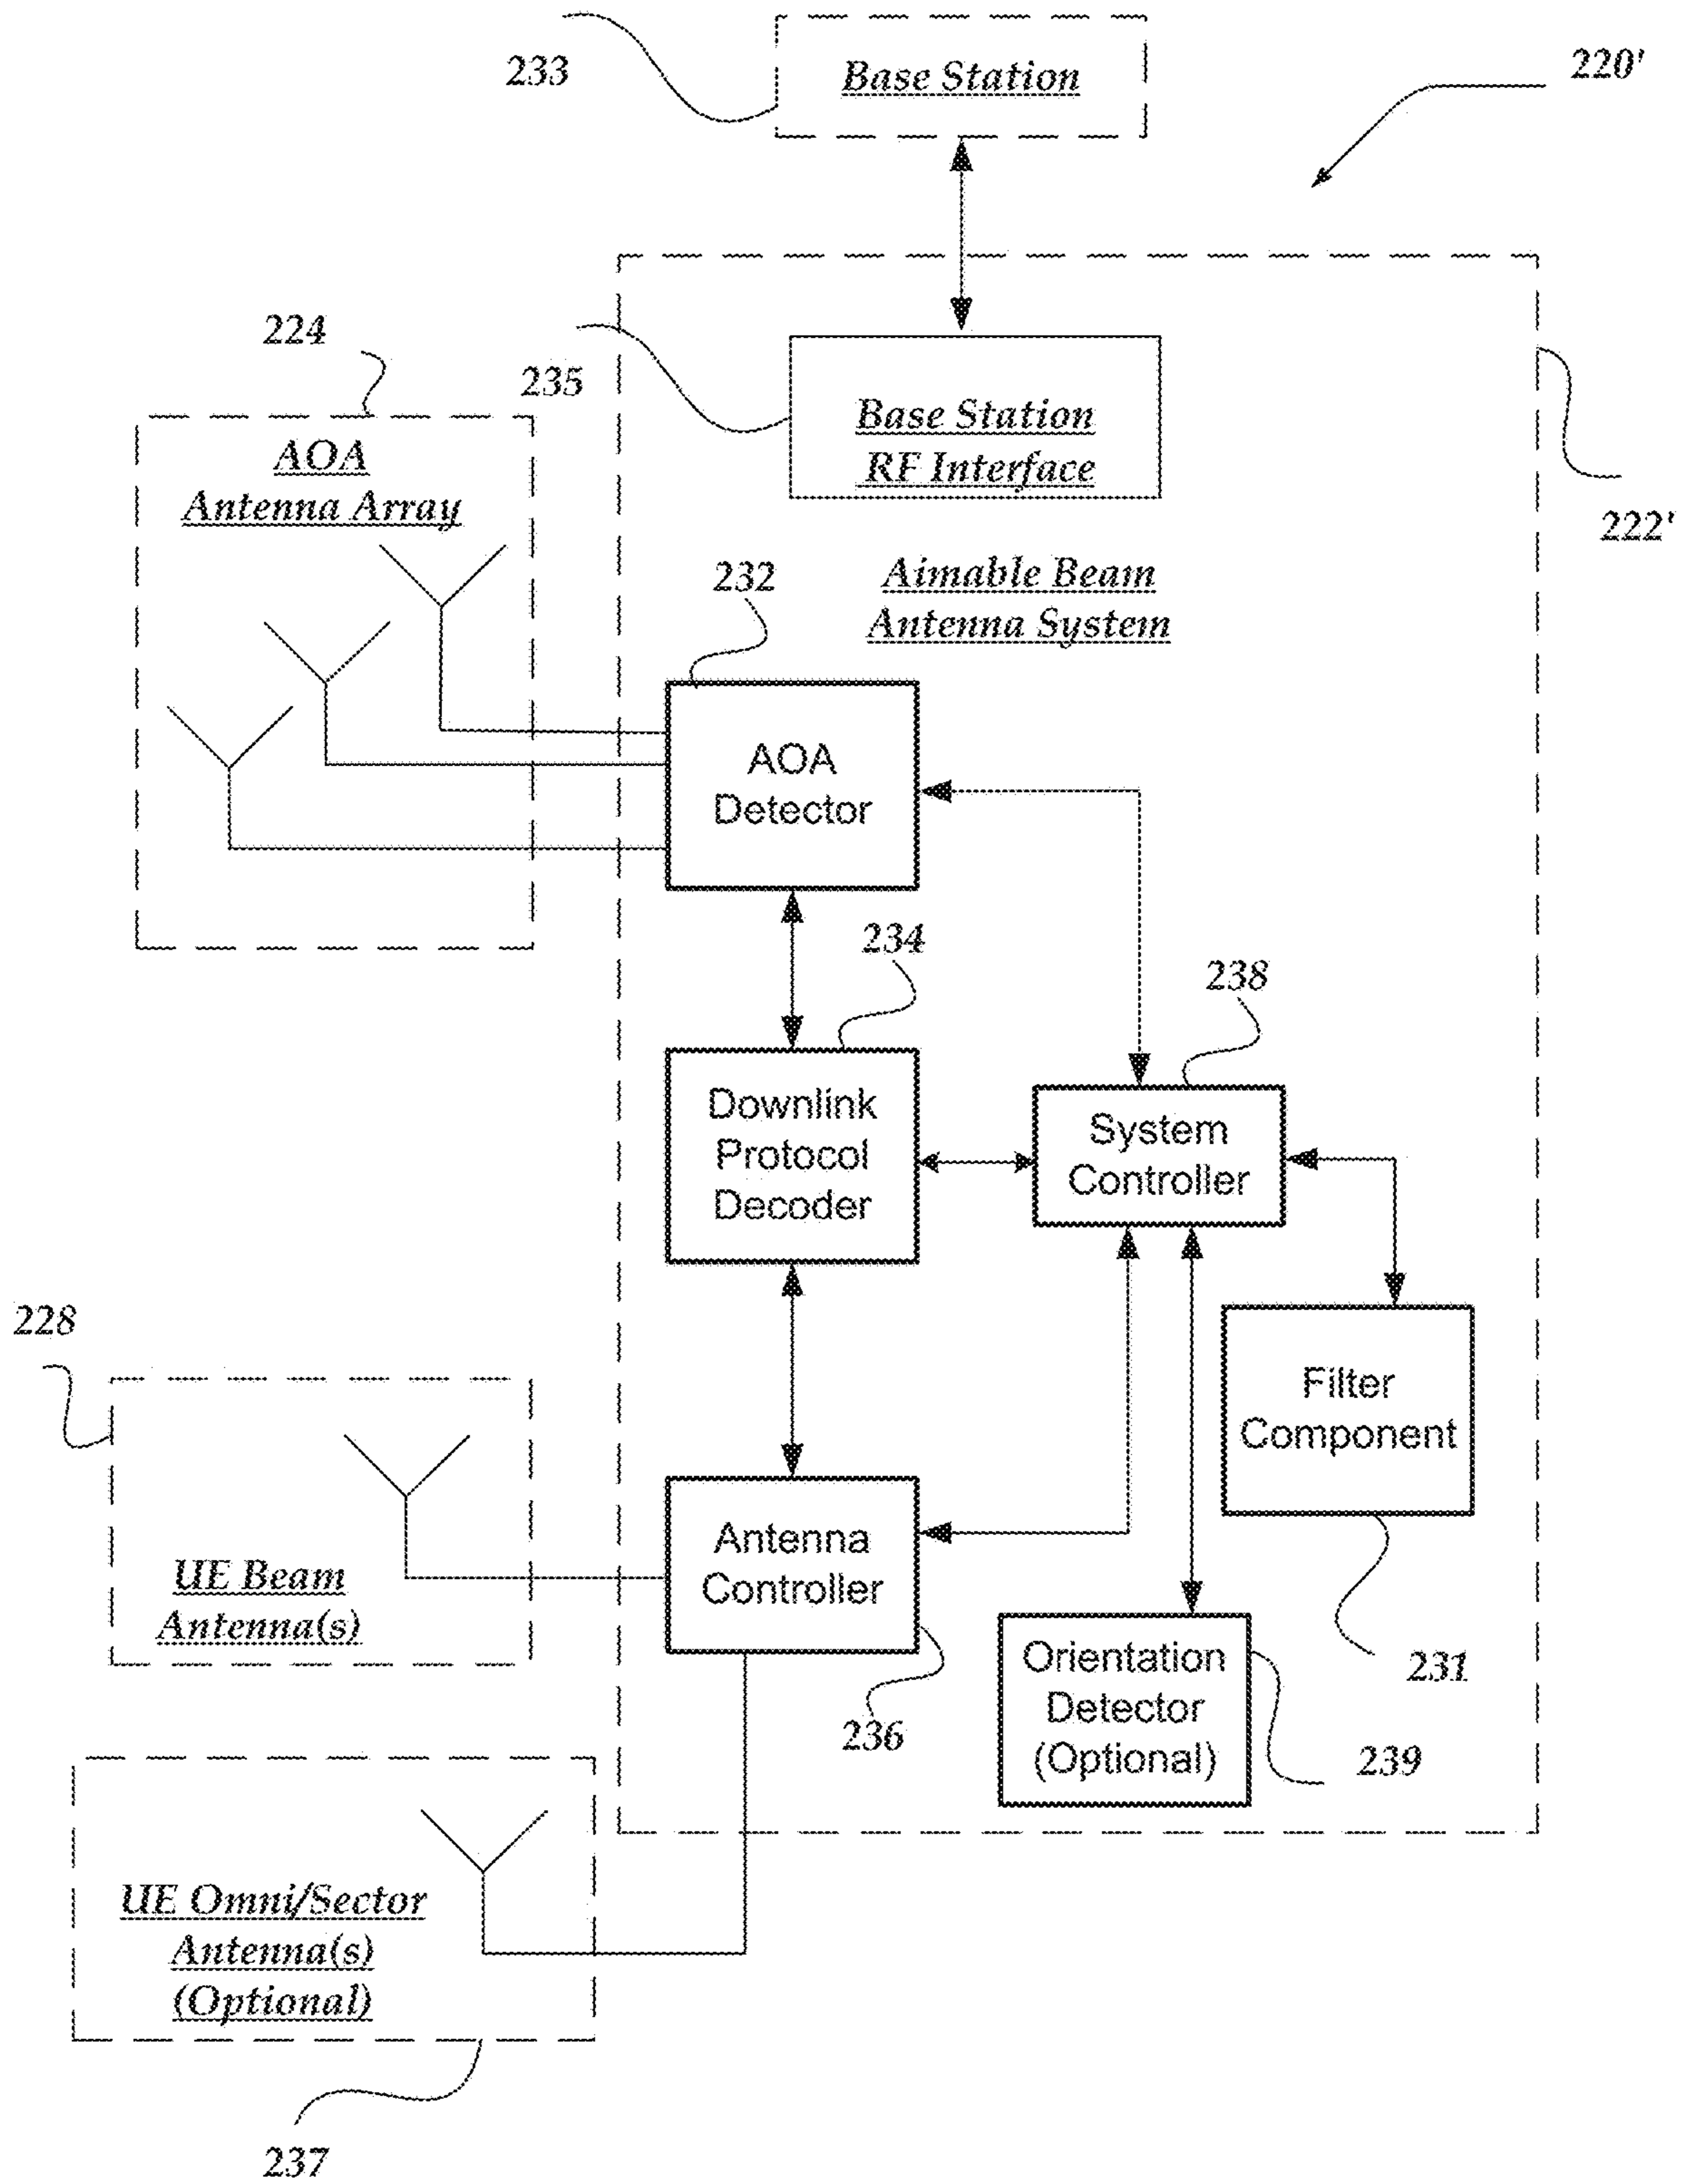 233
Base Station
220'
224
235
Base Station
RF Interface
AOA
Antenna Array
222'
232
Aimable Beam
Antenna System
AOA
Detector
234
238
Downlink
Protocol
Decoder
System
Controller
228
Filter
Component
Antenna
Controller
UE Beam
Antenna(s)
231
236
Orientation
Detector
(Optional)
239
UE Omni/Sector
Antenna(s)
(Optional)
237